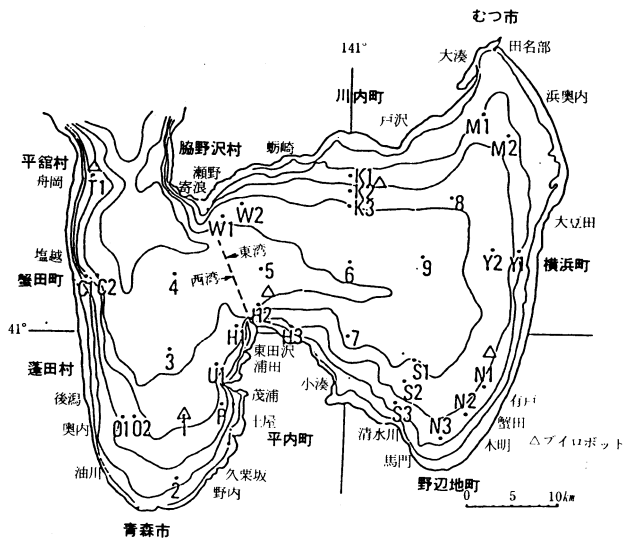 むつ市
141°
大湊
田名部
川内町
戸沢
浜奥内
脇野沢村
蛎崎
M1
M2
平舘村
舟岡
瀬野
寄浪
T1
K1
K2
K3
8
W1
W2
大豆田
塩越
東湾
西湾
蟹田町
C1
C2
4
5
6
9
Y2
Y1
横浜町
41°
H2
H1
H3
7
東田沢
浦田
蓬田村
3
U1
S1
N1
小湊
茂浦
後潟
奥内
O1
O2
1
P
土屋
平内町
S2
S3
N2
N3
有戸
蟹田
木明
清水川
馬門
△ブイロボット
野辺地町
油川
2
久栗坂
野内
青森市
0 5 10km